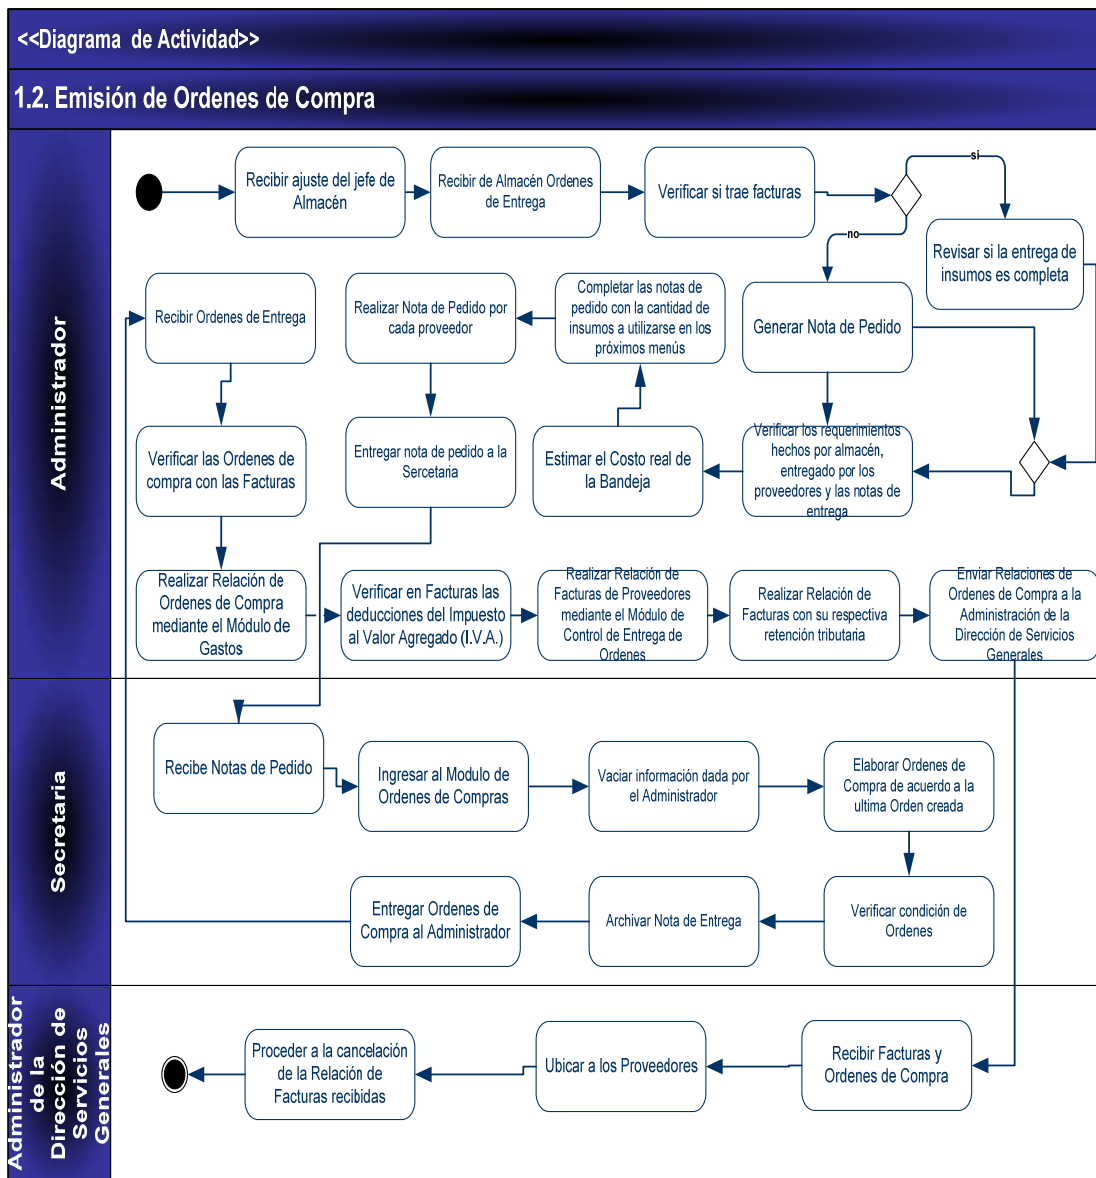 <<Diagrama de Actividad>>
1.2. Emisión de Ordenes de Compra
Administrador
Recibir ajuste del jefe de
Almacén
Recibir de Almacén Ordenes
de Entrega
Verificar si trae facturas
si
no
Revisar si la entrega de
insumos es completa
Recibir Ordenes de Entrega
Realizar Nota de Pedido por
cada proveedor
Completar las notas de
pedido con la cantidad de
insumos a utilizarse en los
próximos menús
Generar Nota de Pedido
Verificar las Ordenes de
compra con las Facturas
Entregar nota de pedido a la
Sercetaria
Estimar el Costo real de
la Bandeja
Verificar los requerimientos
hechos por almacén,
entregado por los
proveedores y las notas de
entrega
Realizar Relación de
Ordenes de Compra
mediante el Módulo de
Gastos
Verificar en Facturas las
deducciones del Impuesto
al Valor Agregado (I.V.A.)
Realizar Relación de
Facturas de Proveedores
mediante el Módulo de
Control de Entrega de
Ordenes
Realizar Relación de
Facturas con su respectiva
retención tributaria
Enviar Relaciones de
Ordenes de Compra a la
Administración de la
Dirección de Servicios
Generales
Secretaria
Recibe Notas de Pedido
Ingresar al Modulo de
Ordenes de Compras
Vaciar información dada por
el Administrador
Elaborar Ordenes de
Compra de acuerdo a la
ultima Orden creada
Entregar Ordenes de
Compra al Administrador
Archivar Nota de Entrega
Verificar condición de
Ordenes
Administrador
de la
Dirección de
Servicios
Generales
Proceder a la cancelación
de la Relación de
Facturas recibidas
Ubicar a los Proveedores
Recibir Facturas y
Ordenes de Compra